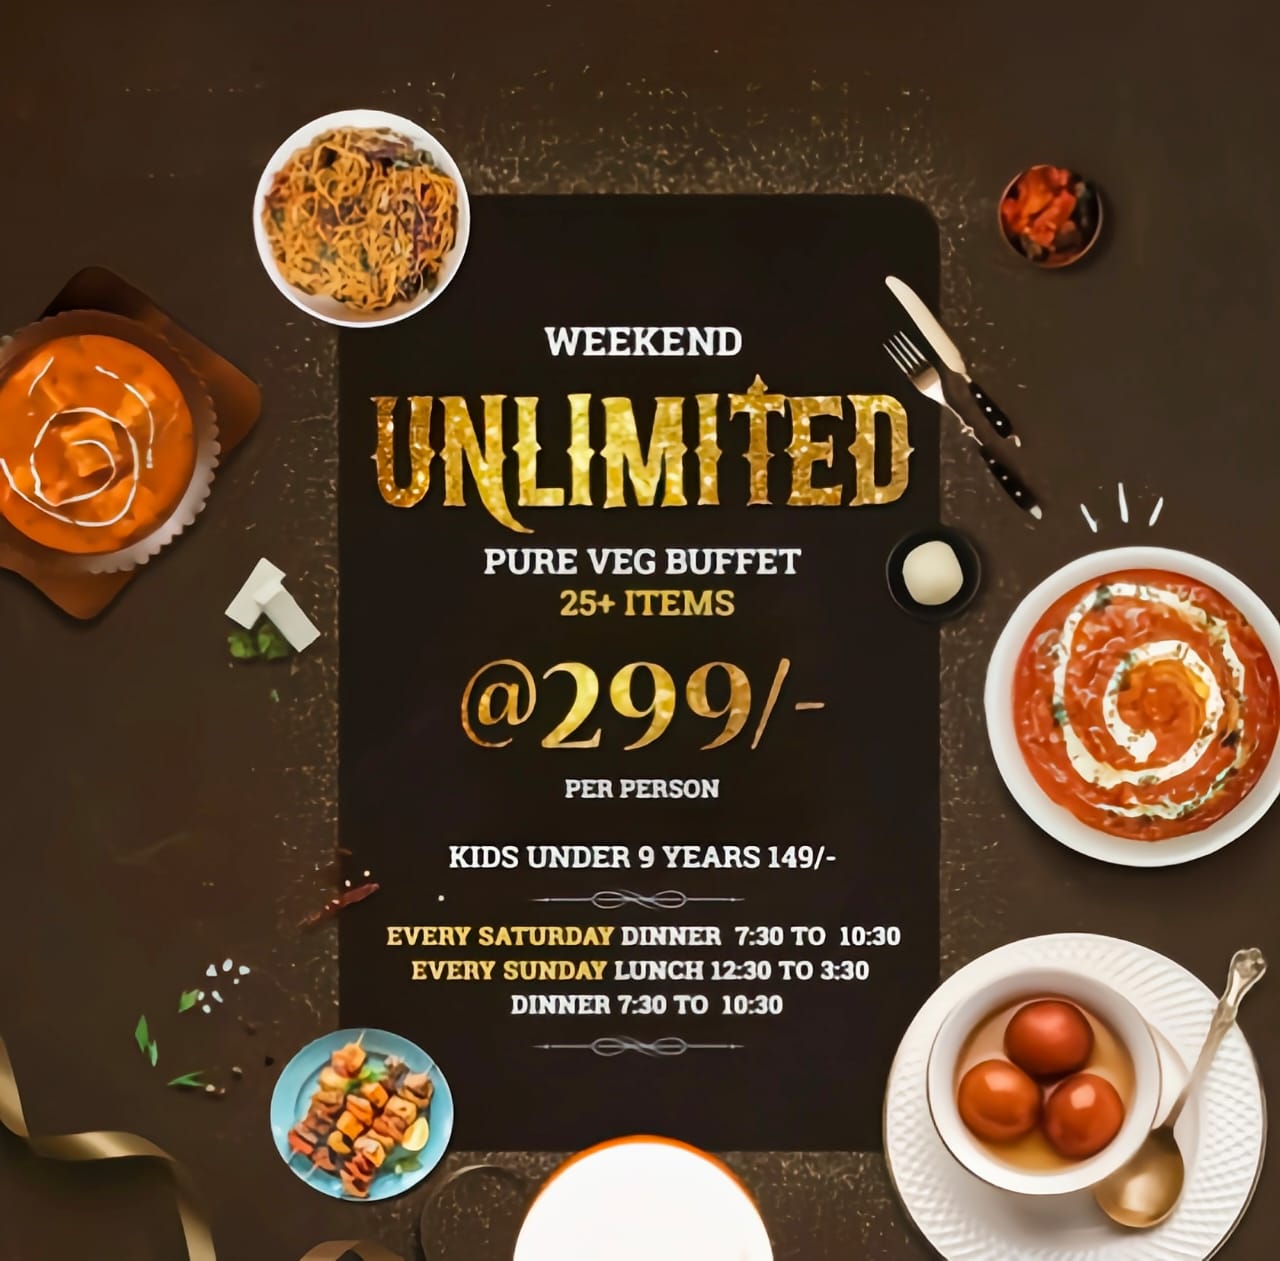 WEEKEND
UNLIMITED
PURE VEG BUFFET
25+ ITEMS
@299/-
PER PERSON
KIDS UNDER 9 YEARS 149/-
EVERY SATURDAY DINNER 7:30 TO 10:30
EVERY SUNDAY LUNCH 12:30 TO 3:30
DINNER 7:30 TO 10:30